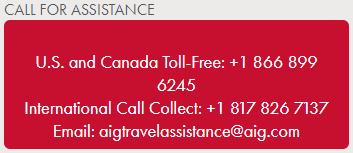 CALL FOR ASSISTANCE
U.S. and Canada Toll-Free: +1 866 899
6245
International Call Collect: +1 817 826 7137
Email: aigtravelassistance@aig.com